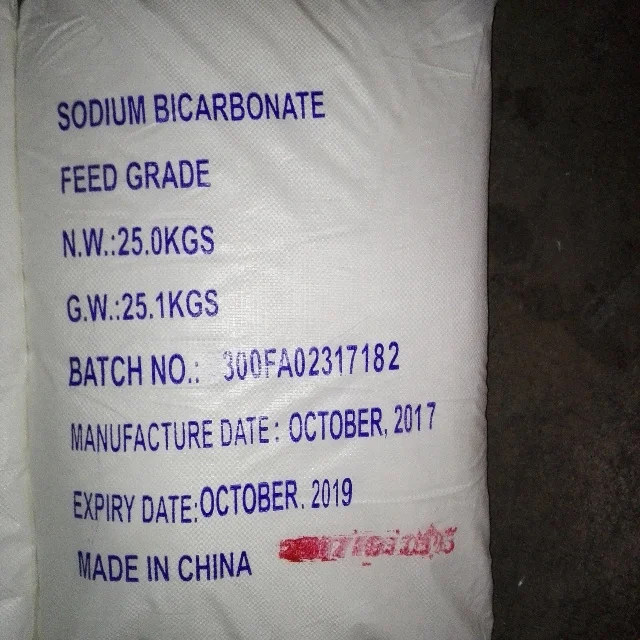 SODIUM BICARBONATE
FEED GRADE
N.W.:25.0KGS
G.W.:25.1KGS
BATCH NO.: 300FA02317182
MANUFACTURE DATE: OCTOBER, 2017
EXPIRY DATE:OCTOBER. 2019
MADE IN CHINA